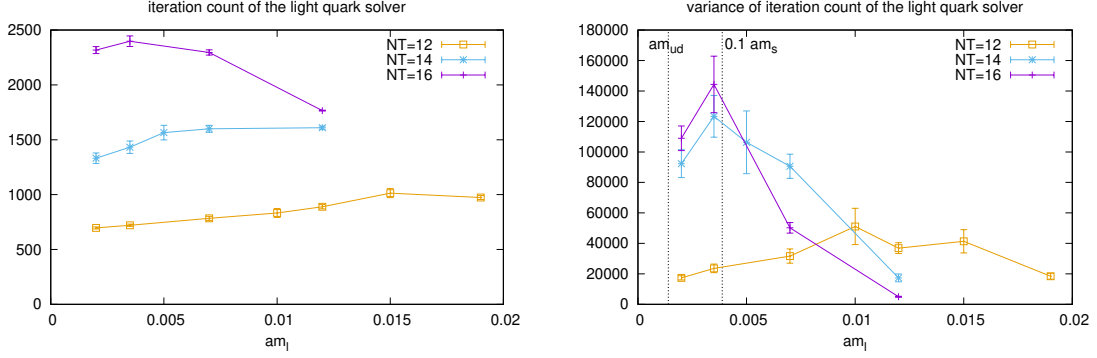 iteration count of the light quark solver
2500
2000
1500
1000
500
0
0
0.005
0.01
0.015
0.02
am_l
NT=12
NT=14
NT=16
variance of iteration count of the light quark solver
180000
160000
140000
120000
100000
80000
60000
40000
20000
0
0
0.005
0.01
0.015
0.02
am_l
am_ud
0.1 am_s
NT=12
NT=14
NT=16